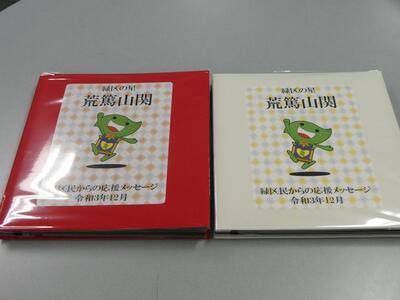 緑区の星
荒篤山関
緑区民からの応援メッセージ
令和3年12月
緑区の星
荒篤山関
緑区民からの応援メッセージ
令和3年12月